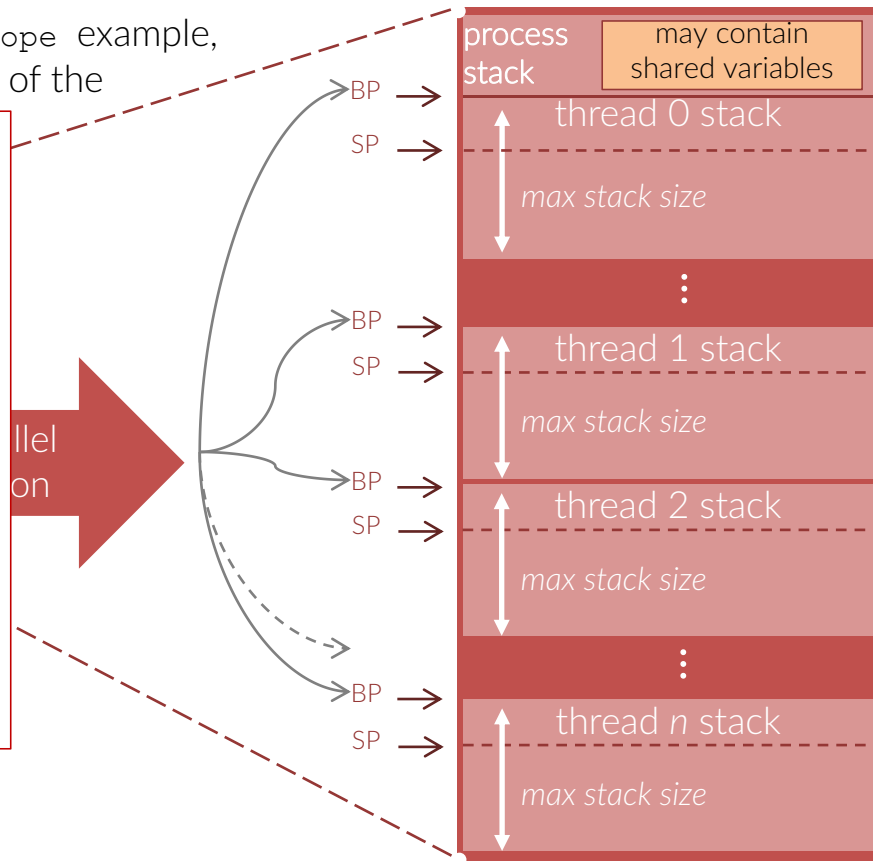 ope example,
of the
llel
on
process
stack
may contain
shared variables
BP
thread 0 stack
SP
max stack size
⋮
BP
thread 1 stack
SP
max stack size
BP
thread 2 stack
SP
max stack size
⋮
BP
thread n stack
SP
max stack size